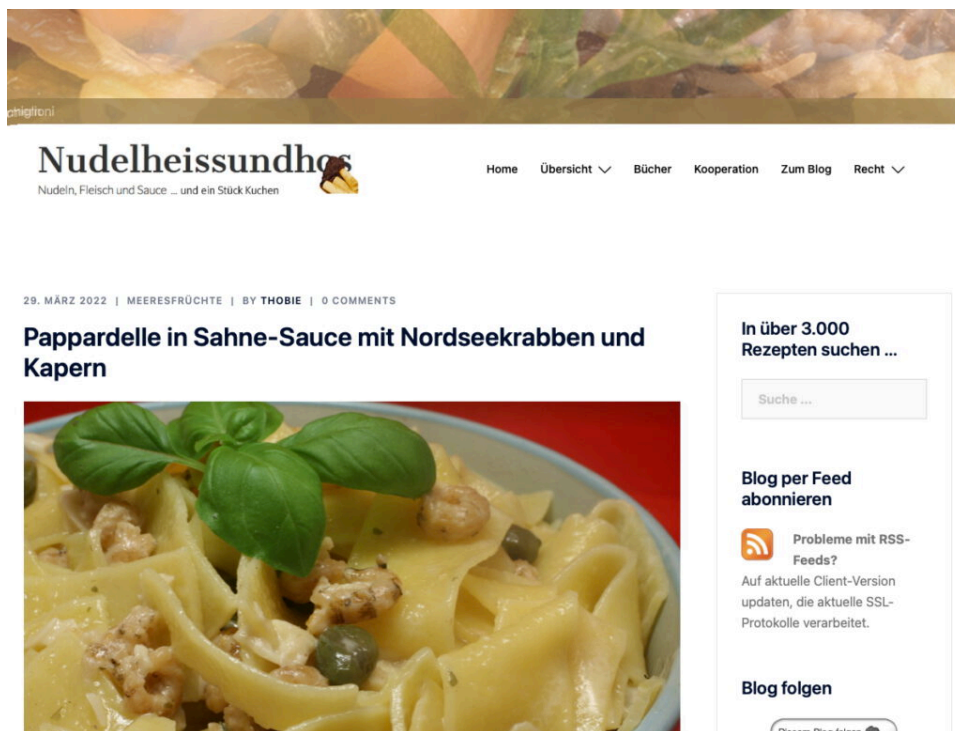 Nudelheissundhos
Nudeln, Fleisch und Sauce ... und ein Stück Kuchen
Home Übersicht Bücher Kooperation Zum Blog Recht
29. MÄRZ 2022 | MEERESFRÜCHTE | BY THOBIE | 0 COMMENTS
Pappardelle in Sahne-Sauce mit Nordseekrabben und
Kapern
In über 3.000
Rezepten suchen ...
Suche ...
Blog per Feed
abonnieren
Probleme mit RSS-
Feeds?
Auf aktuelle Client-Version
updaten, die aktuelle SSL-
Protokolle verarbeitet.
Blog folgen